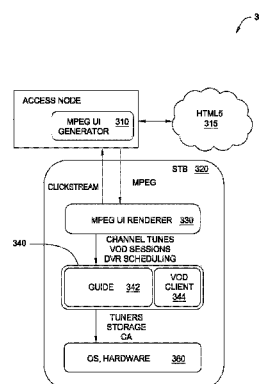 3
ACCESS NODE
MPEG UI 310
GENERATOR
HTML5
315
STB 320
CLICKSTREAM
MPEG
MPEG UI RENDERER 330
340
CHANNEL TUNES
VOD SESSIONS
DVR SCHEDULING
GUIDE 342
VOD
CLIENT
344
TUNERS
STORAGE
CA
OS, HARDWARE 360